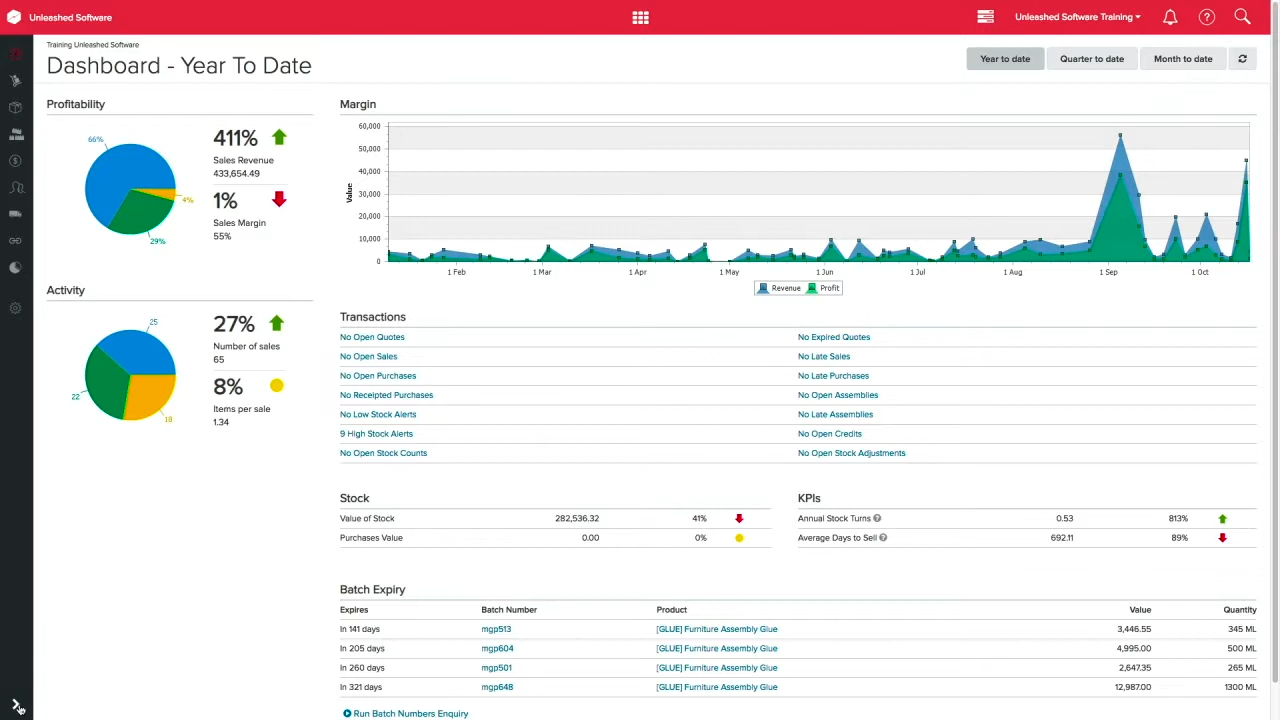 Unleashed Software
Unleashed Software Training
?
Training Unleashed Software
Dashboard - Year To Date
Year to date
Quarter to date
Month to date
Profitability
66%
4%
29%
411%
Sales Revenue
433,654.49
1%
Sales Margin
55%
Activity
25
22
18
27%
Number of sales
65
8%
Items per sale
1.34
Margin
Value
60,000
50,000
40,000
30,000
20,000
10,000
0
1 Feb 1 Mar 1 Apr 1 May 1 Jun 1 Jul 1 Aug 1 Sep 1 Oct
Revenue Profit
Transactions
No Open Quotes No Expired Quotes
No Open Sales No Late Sales
No Open Purchases No Late Purchases
No Receipted Purchases No Open Assemblies
No Low Stock Alerts No Late Assemblies
9 High Stock Alerts No Open Credits
No Open Stock Counts No Open Stock Adjustments
Stock
Value of Stock 282,536.32 41%
Purchases Value 0.00 0%
KPIs
Annual Stock Turns ? 0.53 813%
Average Days to Sell ? 692.11 89%
Batch Expiry
Expires Batch Number Product Value Quantity
In 141 days mgp513 [GLUE] Furniture Assembly Glue 3,446.55 345 ML
In 205 days mgp604 [GLUE] Furniture Assembly Glue 4,995.00 500 ML
In 260 days mgp501 [GLUE] Furniture Assembly Glue 2,647.35 265 ML
In 321 days mgp648 [GLUE] Furniture Assembly Glue 12,987.00 1300 ML
Run Batch Numbers Enquiry